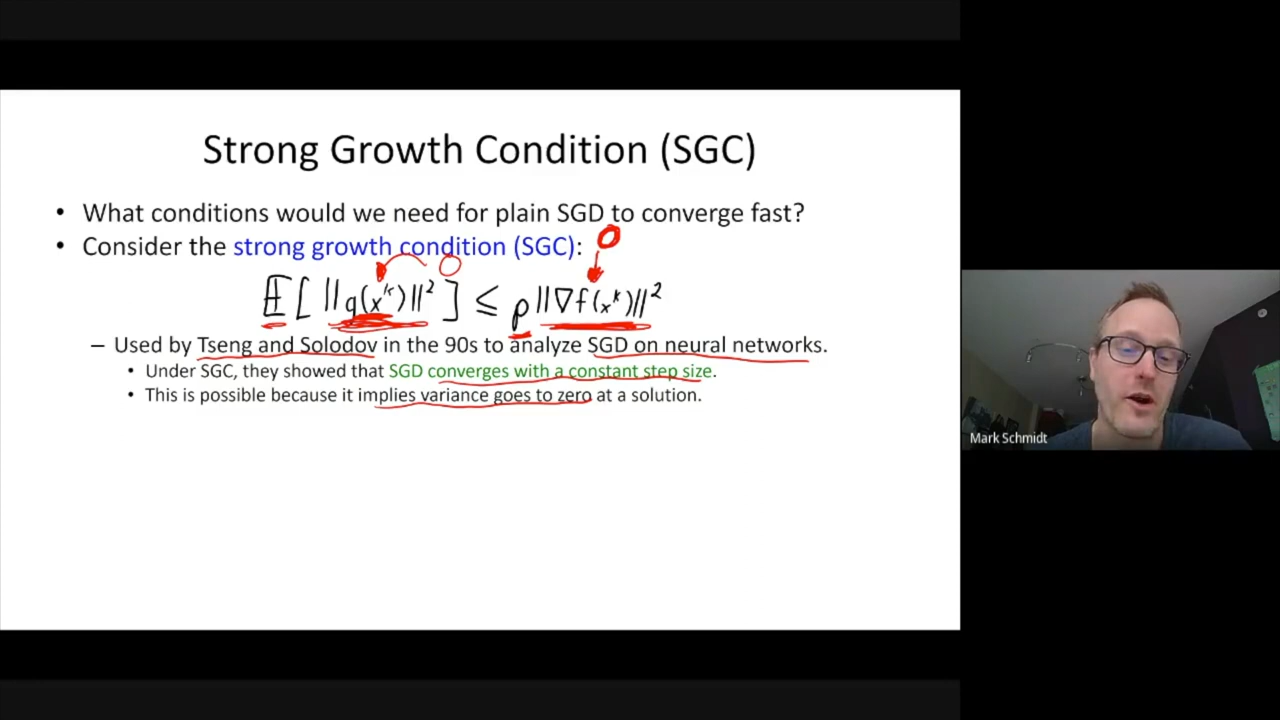 Strong Growth Condition (SGC)
• What conditions would we need for plain SGD to converge fast?
• Consider the strong growth condition (SGC):
0 0
𝔼[||g(x^k)||²] ≤ ρ||∇f(x^k)||²
– Used by Tseng and Solodov in the 90s to analyze SGD on neural networks.
• Under SGC, they showed that SGD converges with a constant step size.
• This is possible because it implies variance goes to zero at a solution.
Mark Schmidt